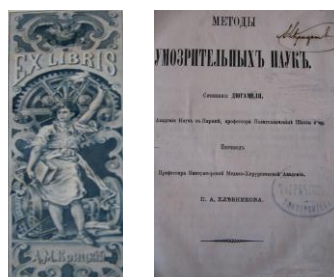 EX LIBRIS
МЕТОДЫ
УМОЗРИТЕЛЬНЫХЪ НАУКЪ.
Сочиненіе ДЮГАМЕЛЯ,
Академіи Наукъ въ Парижѣ, профессора Политехнической Школы
Переводъ
Профессора Императорской Медико-Хирургической Академіи,
П. А. ХЛѢБНИКОВА.